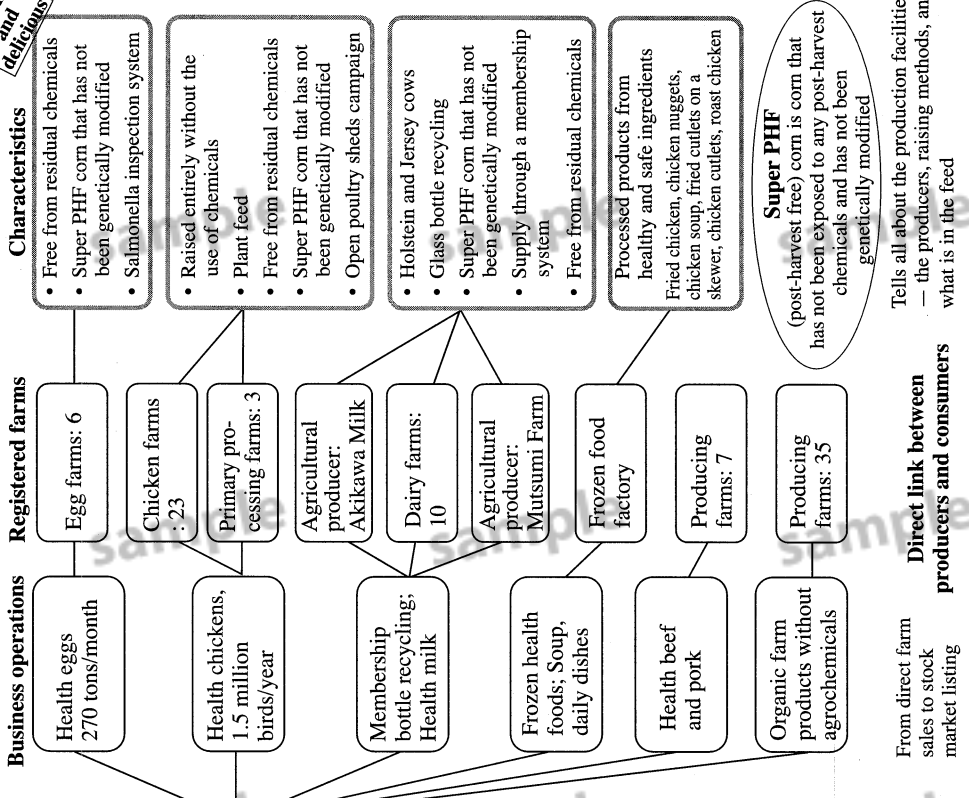 and
delicious
Business operations
Registered farms
Characteristics
Health eggs
270 tons/month
Egg farms: 6
• Free from residual chemicals
• Super PHF corn that has not
been genetically modified
• Salmonella inspection system
Health chickens,
1.5 million
birds/year
Chicken farms
: 23
Primary pro-
cessing farms: 3
• Raised entirely without the
use of chemicals
• Plant feed
• Free from residual chemicals
• Super PHF corn that has not
been genetically modified
• Open poultry sheds campaign
Membership
bottle recycling;
Health milk
Agricultural
producer:
Akikawa Milk
Dairy farms:
10
Agricultural
producer:
Mutsumi Farm
• Holstein and Jersey cows
• Glass bottle recycling
• Super PHF corn that has not
been genetically modified
• Supply through a membership
system
• Free from residual chemicals
Frozen health
foods; Soup,
daily dishes
Frozen food
factory
Processed products from
healthy and safe ingredients
Fried chicken, chicken nuggets,
chicken soup, fried cutlets on a
skewer, chicken cutlets, roast chicken
Health beef
and pork
Producing
farms: 7
Organic farm
products without
agrochemicals
Producing
farms: 35
Super PHF
(post-harvest free) corn is corn that
has not been exposed to any post-harvest
chemicals and has not been
genetically modified
From direct farm
sales to stock
market listing
Direct link between
producers and consumers
Tells all about the production
— the producers, raising methods,
what is in the feed
sample
sample
sample
sample
sample
sample